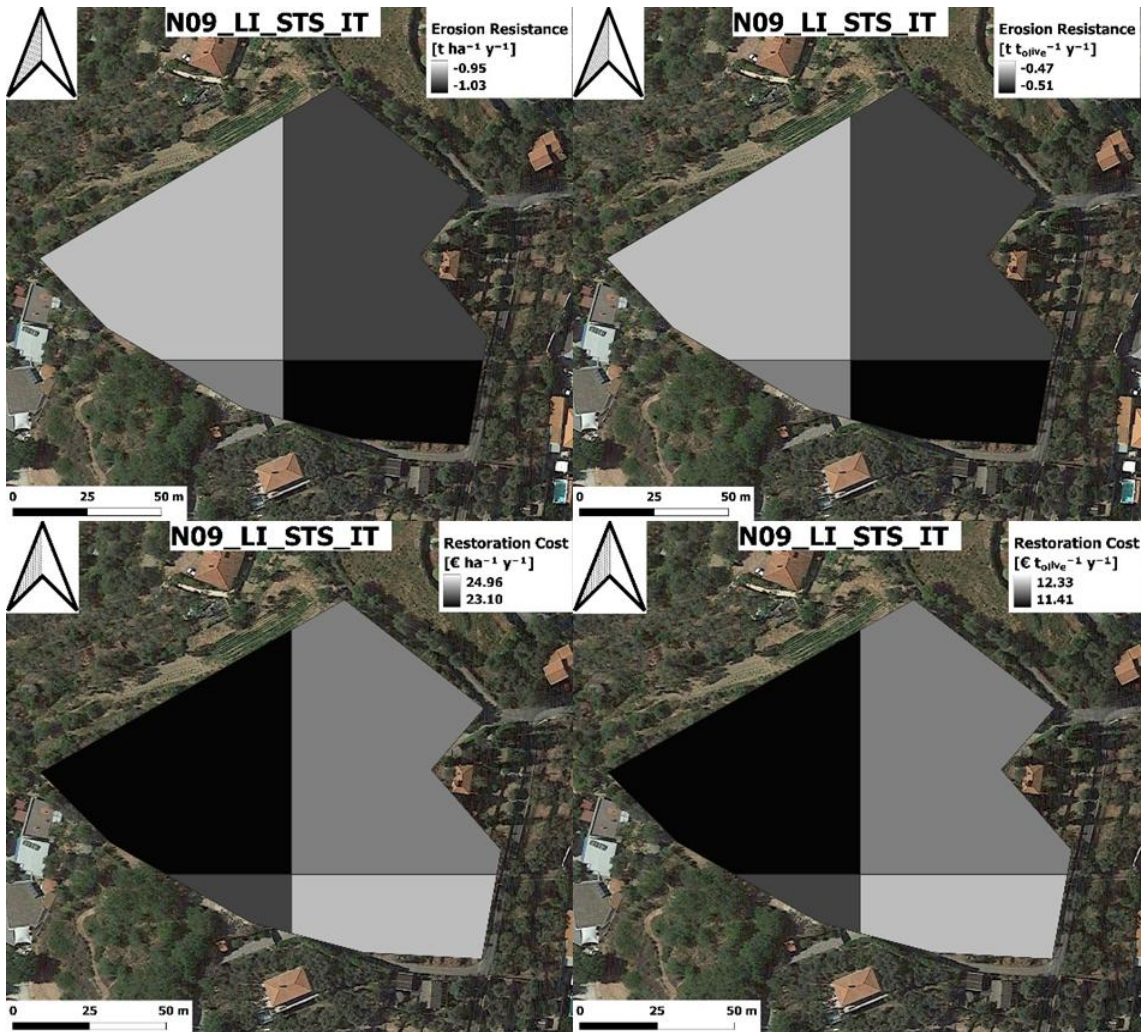 N09_LI_STS_IT
Erosion Resistance
[t ha⁻¹ y⁻¹]
-0.95
-1.03
0 25 50 m
N09_LI_STS_IT
Erosion Resistance
[t tₒₗᵢᵥₑ⁻¹ y⁻¹]
-0.47
-0.51
0 25 50 m
N09_LI_STS_IT
Restoration Cost
[€ ha⁻¹ y⁻¹]
24.96
23.10
0 25 50 m
N09_LI_STS_IT
Restoration Cost
[€ tₒₗᵢᵥₑ⁻¹ y⁻¹]
12.33
11.41
0 25 50 m